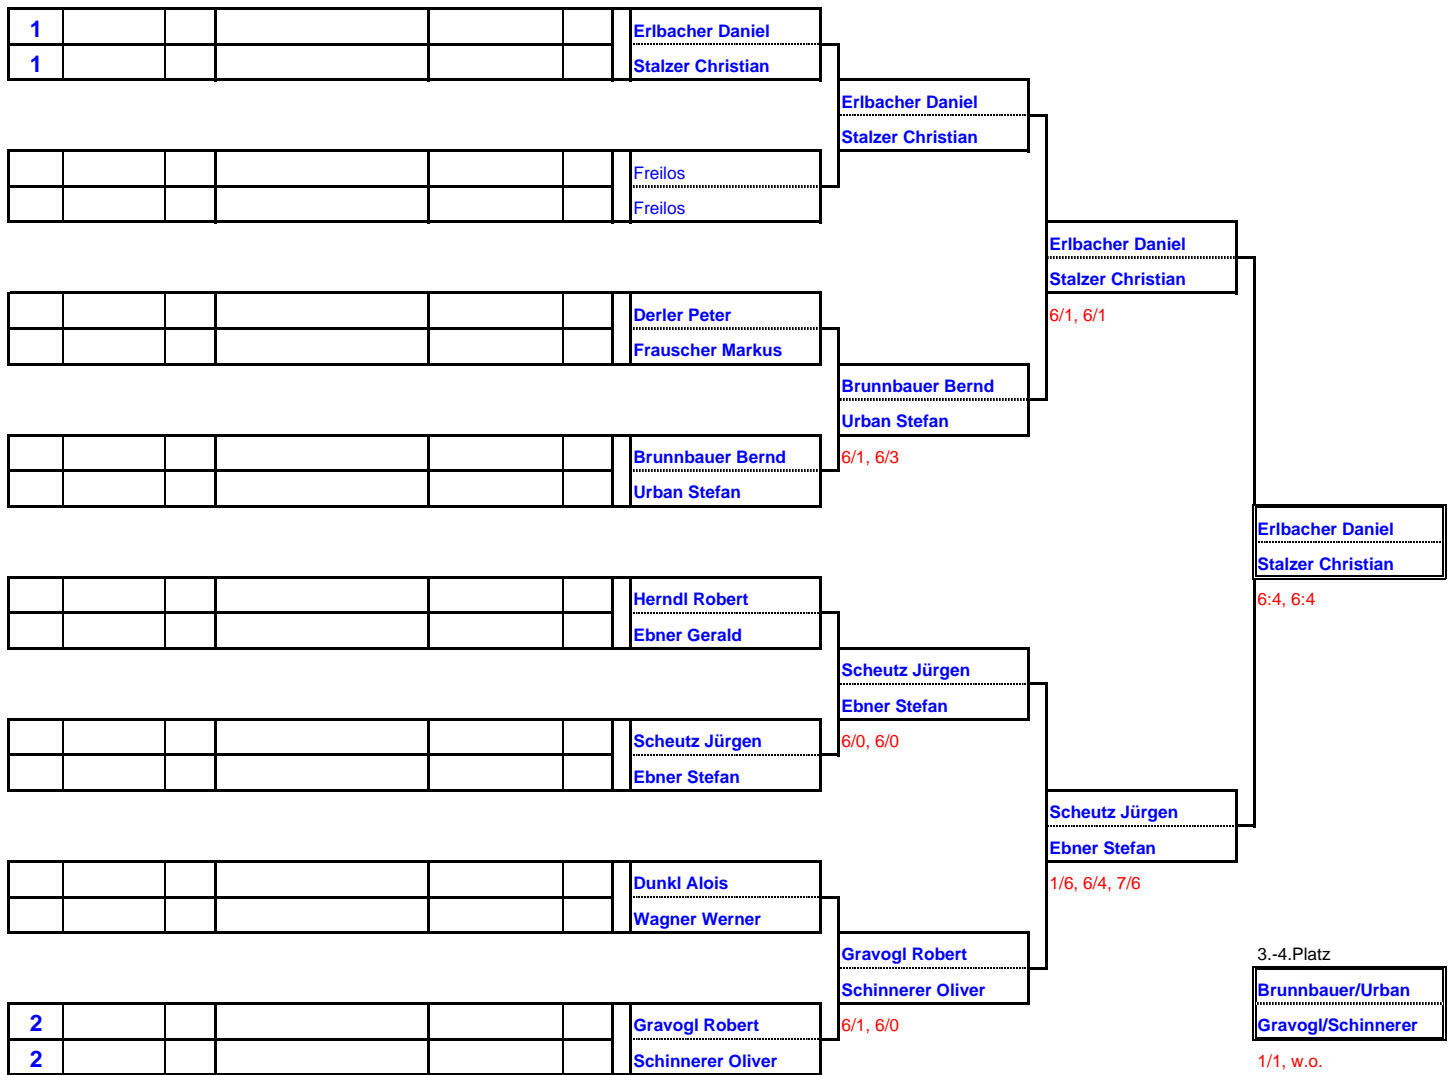 1
Erlbacher Daniel
1
Stalzer Christian
Erlbacher Daniel
Stalzer Christian
Freilos
Freilos
Erlbacher Daniel
Stalzer Christian
6/1, 6/1
Derler Peter
Frauscher Markus
Brunnbauer Bernd
Urban Stefan
6/1, 6/3
Brunnbauer Bernd
Urban Stefan
Erlbacher Daniel
Stalzer Christian
6:4, 6:4
Herndl Robert
Ebner Gerald
Scheutz Jürgen
Ebner Stefan
6/0, 6/0
Scheutz Jürgen
Ebner Stefan
Scheutz Jürgen
Ebner Stefan
1/6, 6/4, 7/6
Dunkl Alois
Wagner Werner
Gravogl Robert
Schinnerer Oliver
6/1, 6/0
2
Gravogl Robert
2
Schinnerer Oliver
3.-4.Platz
Brunnbauer/Urban
Gravogl/Schinnerer
1/1, w.o.